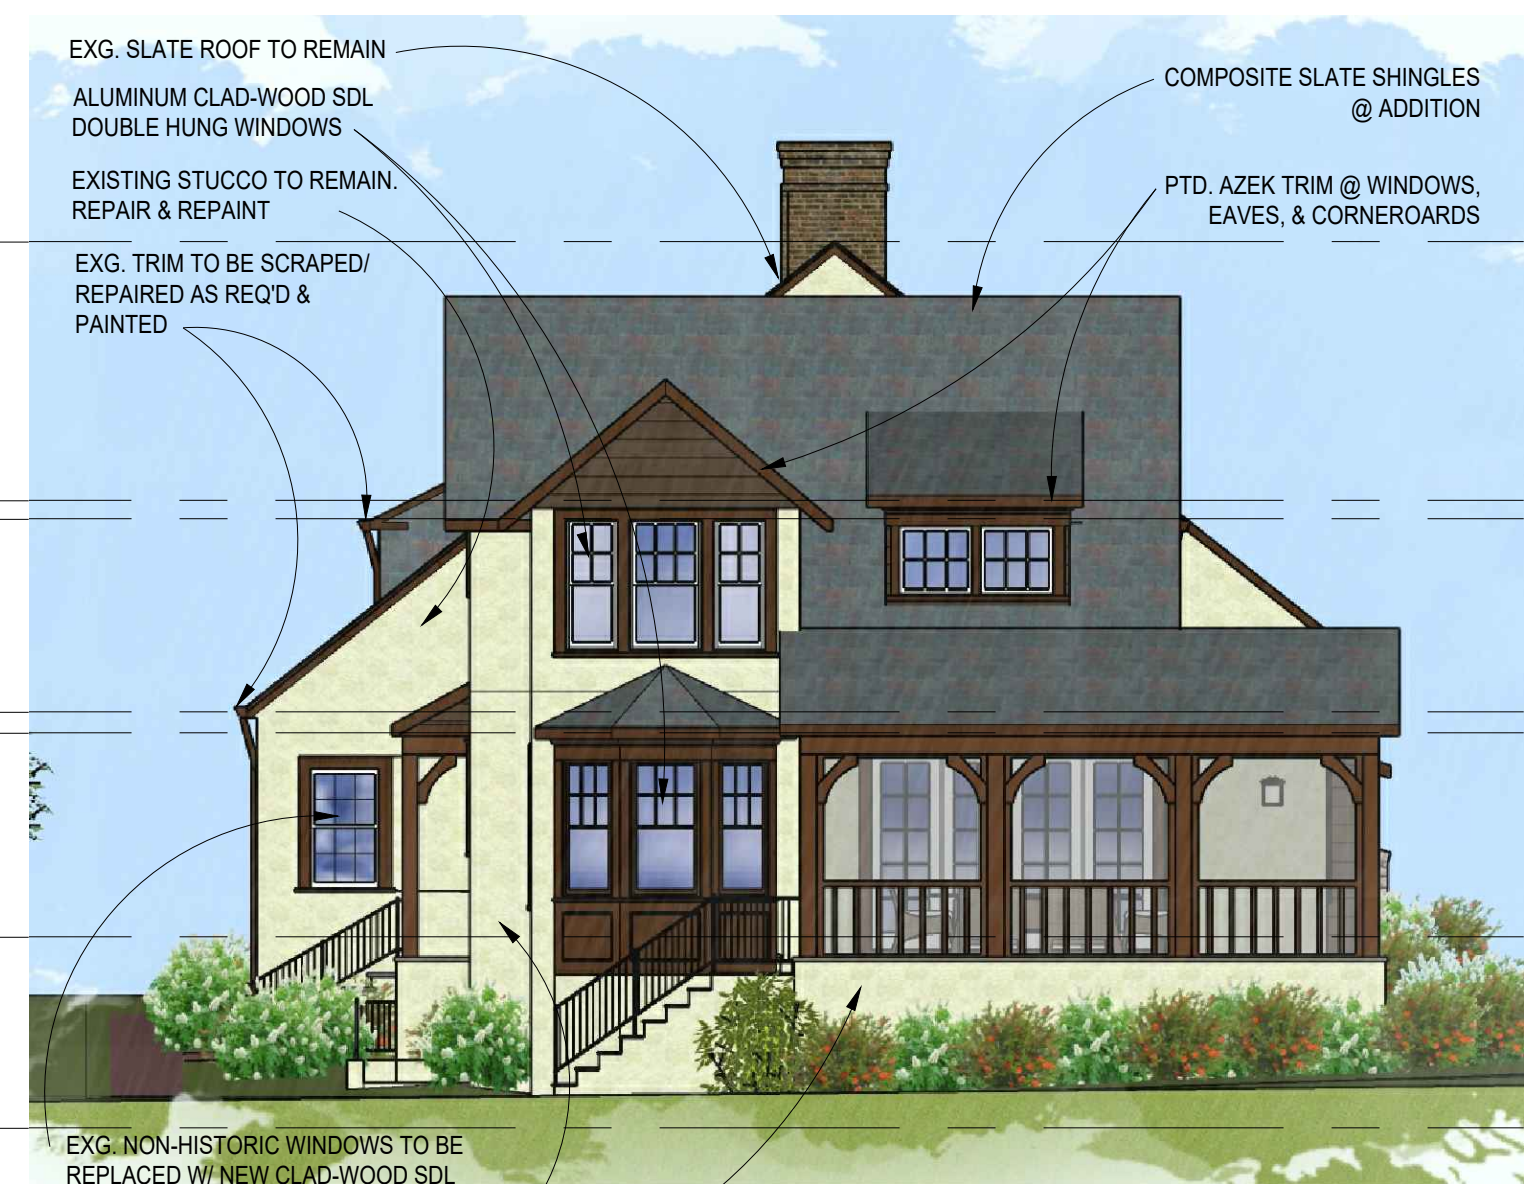 EXG. SLATE ROOF TO REMAIN
ALUMINUM CLAD-WOOD SDL
DOUBLE HUNG WINDOWS
EXISTING STUCCO TO REMAIN.
REPAIR & REPAINT
EXG. TRIM TO BE SCRAPED/
REPAIRED AS REQ'D &
PAINTED
COMPOSITE SLATE SHINGLES
@ ADDITION
PTD. AZEK TRIM @ WINDOWS,
EAVES, & CORNEROARDS
EXG. NON-HISTORIC WINDOWS TO BE
REPLACED W/ NEW CLAD-WOOD SDL